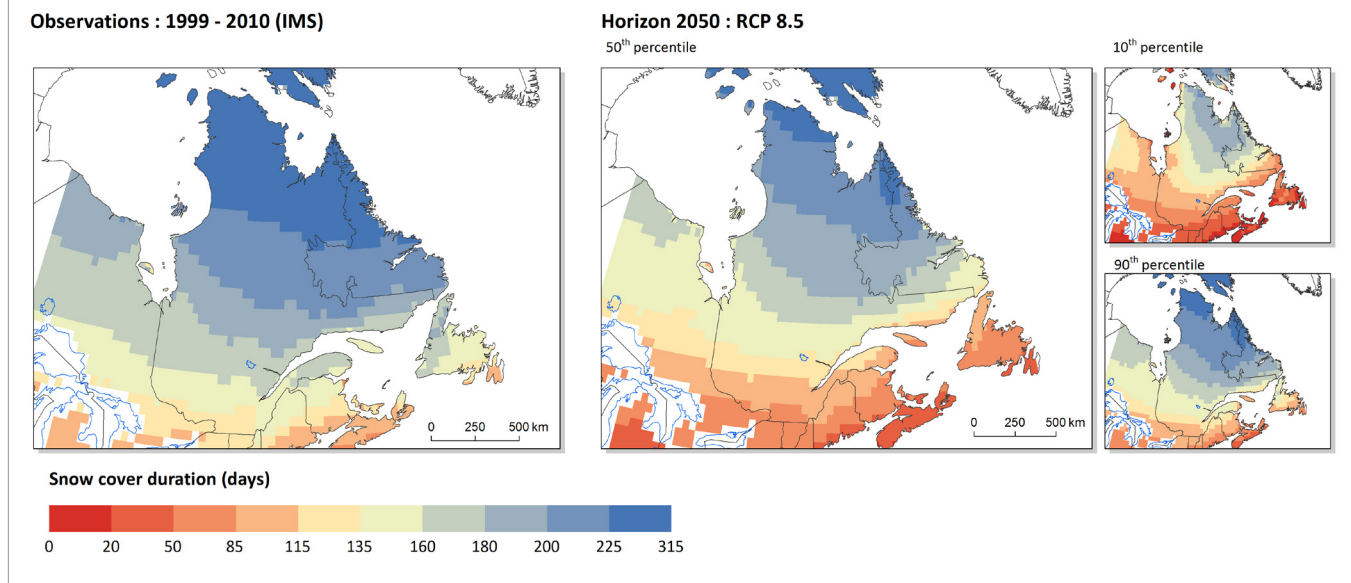 Observations : 1999 - 2010 (IMS)
Horizon 2050 : RCP 8.5
50th percentile
10th percentile
90th percentile
0 250 500 km
0 250 500 km
Snow cover duration (days)
0 20 50 85 115 135 160 180 200 225 315